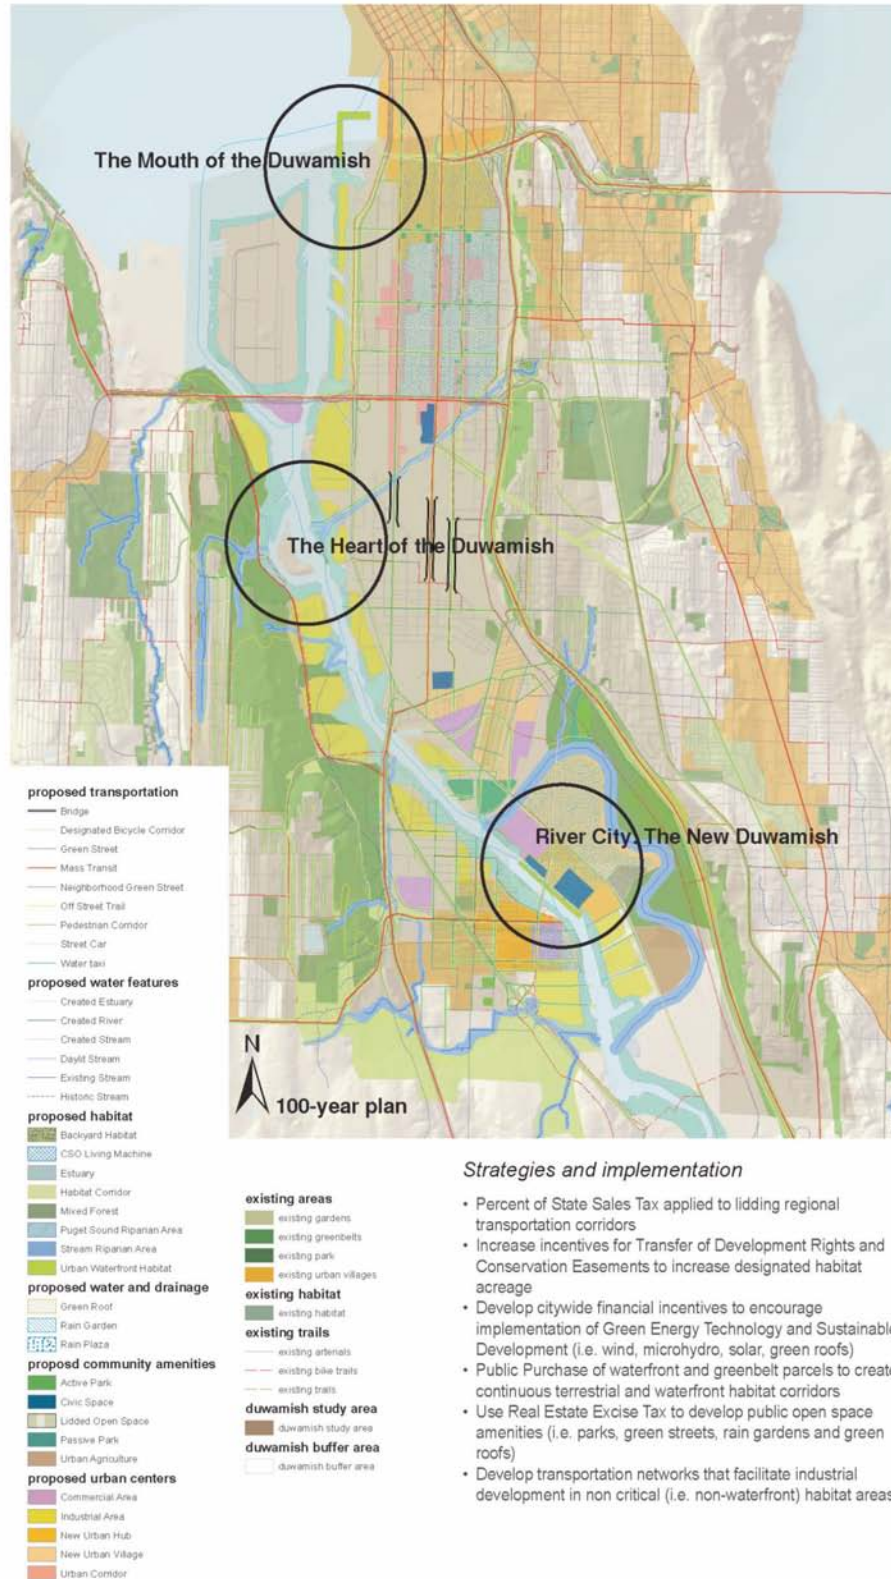 The Mouth of the Duwamish
The Heart of the Duwamish
River City: The New Duwamish
N
100-year plan
proposed transportation
Bridge
Designated Bicycle Corridor
Green Street
Mass Transit
Neighborhood Green Street
Off Street Trail
Pedestrian Corridor
Street Car
Water taxi
proposed water features
Created Estuary
Created River
Created Stream
Daylit Stream
Existing Stream
Historic Stream
proposed habitat
Backyard Habitat
CSO Living Machine
Estuary
Habitat Corridor
Mixed Forest
Puget Sound Riparian Area
Stream Riparian Area
Urban Waterfront Habitat
proposed water and drainage
Green Roof
Rain Garden
Rain Plaza
proposd community amenities
Active Park
Civic Space
Lidded Open Space
Passive Park
Urban Agriculture
proposed urban centers
Commercial Area
Industrial Area
New Urban Hub
New Urban Village
Urban Corridor
existing areas
existing gardens
existing greenbelts
existing park
existing urban villages
existing habitat
existing habitat
existing trails
existing arterials
existing bike trails
existing trails
duwamish study area
duwamish study area
duwamish buffer area
duwamish buffer area
Strategies and implementation
• Percent of State Sales Tax applied to lidding regional
transportation corridors
• Increase incentives for Transfer of Development Rights and
Conservation Easements to increase designated habitat
acreage
• Develop citywide financial incentives to encourage
implementation of Green Energy Technology and Sustainable
Development (i.e. wind, microhydro, solar, green roofs)
• Public Purchase of waterfront and greenbelt parcels to create
continuous terrestrial and waterfront habitat corridors
• Use Real Estate Excise Tax to develop public open space
amenities (i.e. parks, green streets, rain gardens and green
roofs)
• Develop transportation networks that facilitate industrial
development in non critical (i.e. non-waterfront) habitat areas